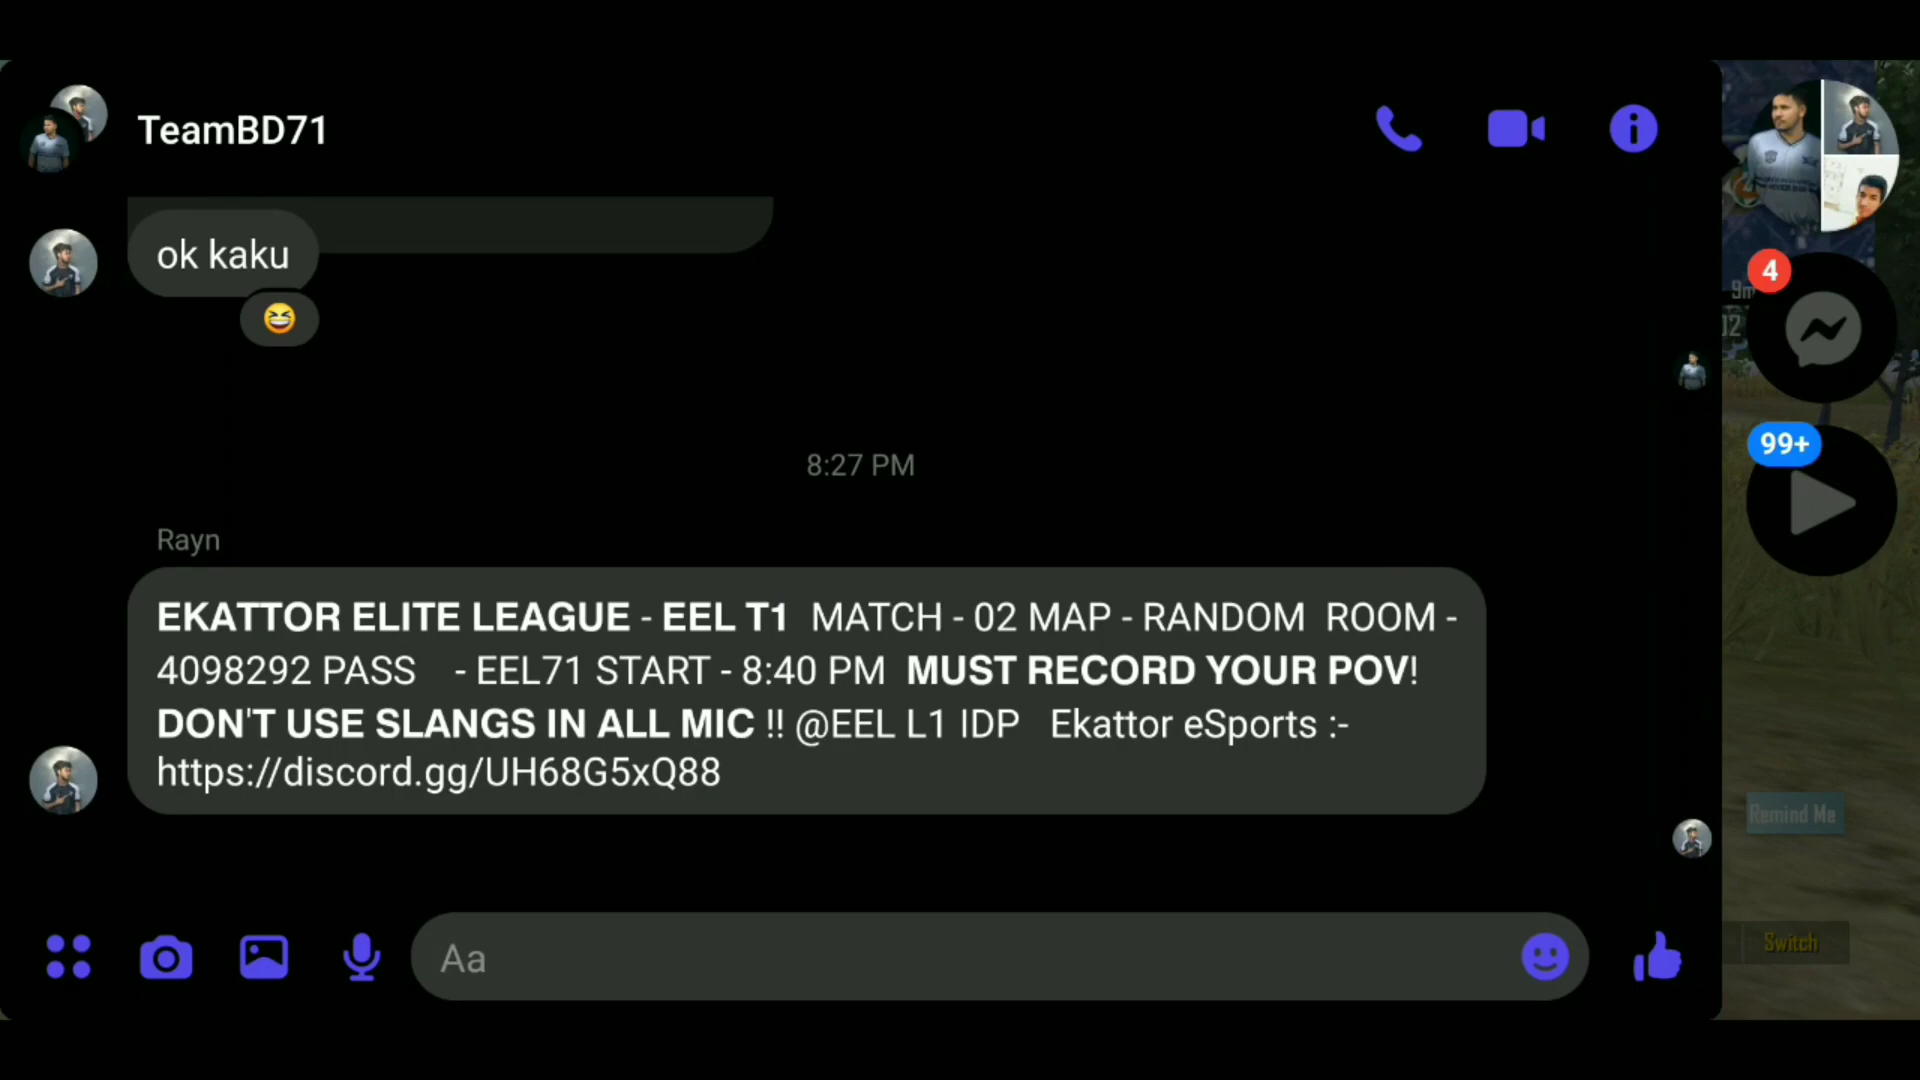 TeamBD71
ok kaku
8:27 PM
Rayn
EKATTOR ELITE LEAGUE - EEL T1  MATCH - 02 MAP - RANDOM  ROOM -
4098292 PASS    - EEL71 START - 8:40 PM  MUST RECORD YOUR POV!
DON'T USE SLANGS IN ALL MIC !! @EEL L1 IDP   Ekattor eSports :-
https://discord.gg/UH68G5xQ88
Aa
4
99+
Remind Me
Switch